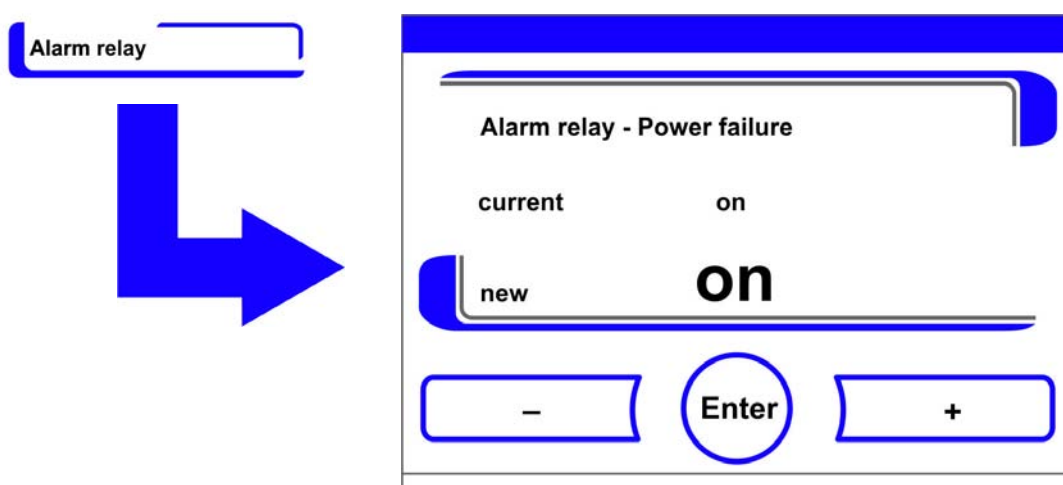 Alarm relay
Alarm relay - Power failure
current on
new on
– Enter +